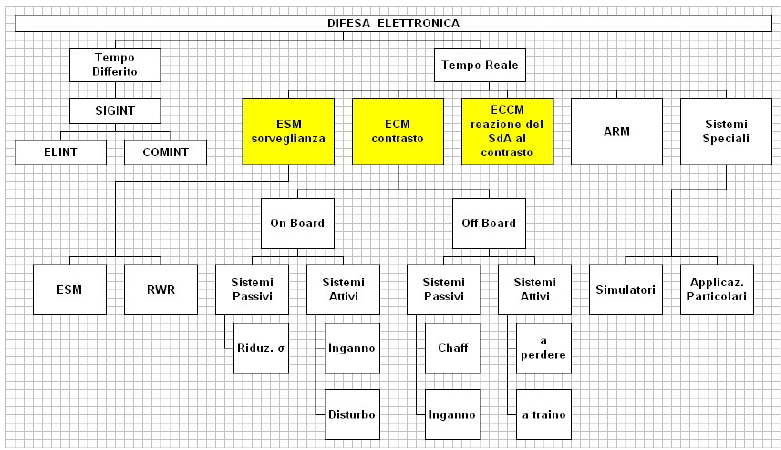 DIFESA ELETTRONICA
Tempo
Differito
Tempo Reale
SIGINT
ESM
sorveglianza
ECM
contrasto
ECCM
reazione del
SdA al
contrasto
ARM
Sistemi
Speciali
ELINT
COMINT
On Board
Off Board
ESM
RWR
Sistemi
Passivi
Sistemi
Attivi
Sistemi
Passivi
Sistemi
Attivi
Simulatori
Applicaz.
Particolari
Riduz. σ
Inganno
Chaff
a
perdere
Disturbo
Inganno
a traino